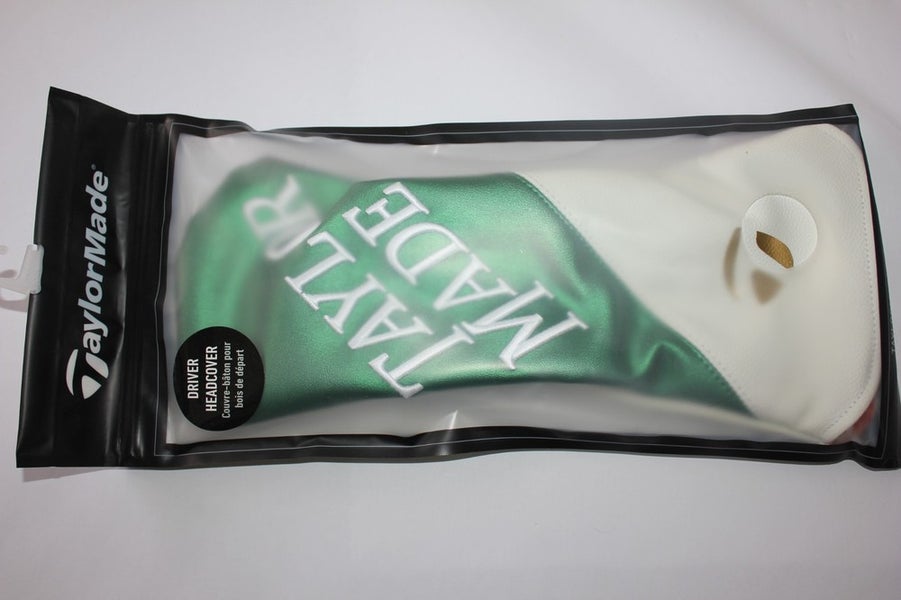 TaylorMade®
DRIVER
HEADCOVER
Couvre-bâton pour
bois de départ
TAYLOR
MADE